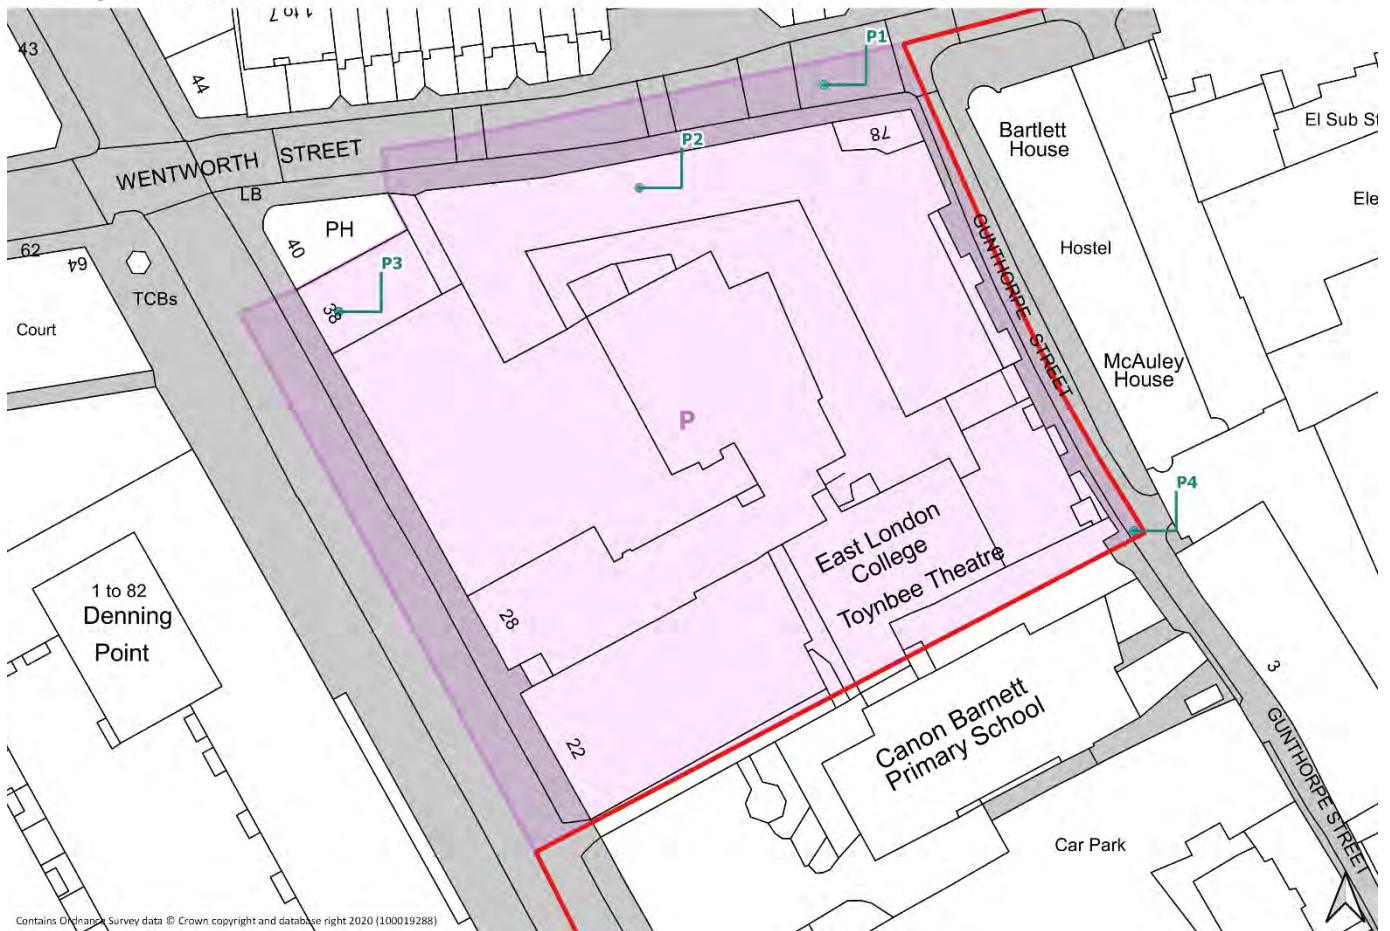 1 to 7
43
44
P1
El Sub St
Bartlett
House
78
P2
WENTWORTH STREET
LB
PH
40
Ele
62
64
TCBs
P3
38
Hostel
GUNTHORPE STREET
Court
McAuley
House
P
P4
East London
College
Toynbee Theatre
1 to 82
Denning
Point
28
22
3
Canon Barnett
Primary School
GUNTHORPE STREET
Car Park
Contains Ordnance Survey data © Crown copyright and database right 2020 (100019288)